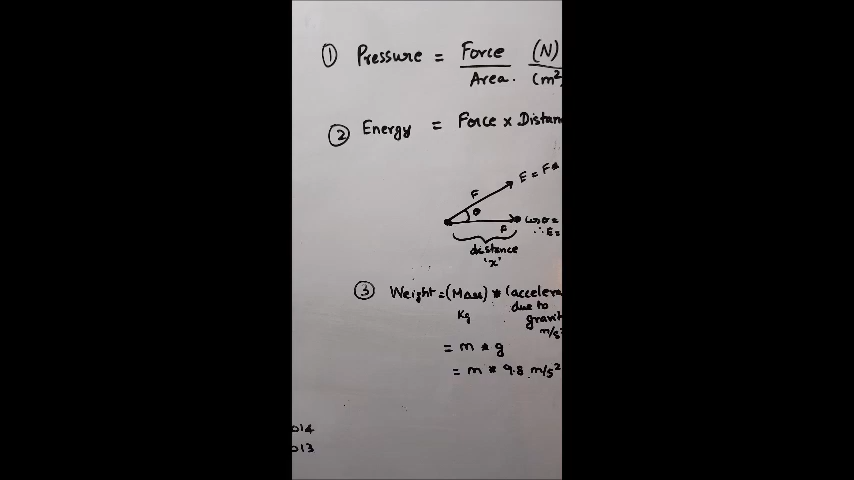 ① Pressure = Force (N)
Area. (m²)
② Energy = Force x Distan
F E = F*
θ
F cosθ =
∴E=
distance
'x'
③ Weight = (Mass) * (accelera
Kg due to
gravit
m/s²
= m * g
= m * 9.8 m/s²
014
013